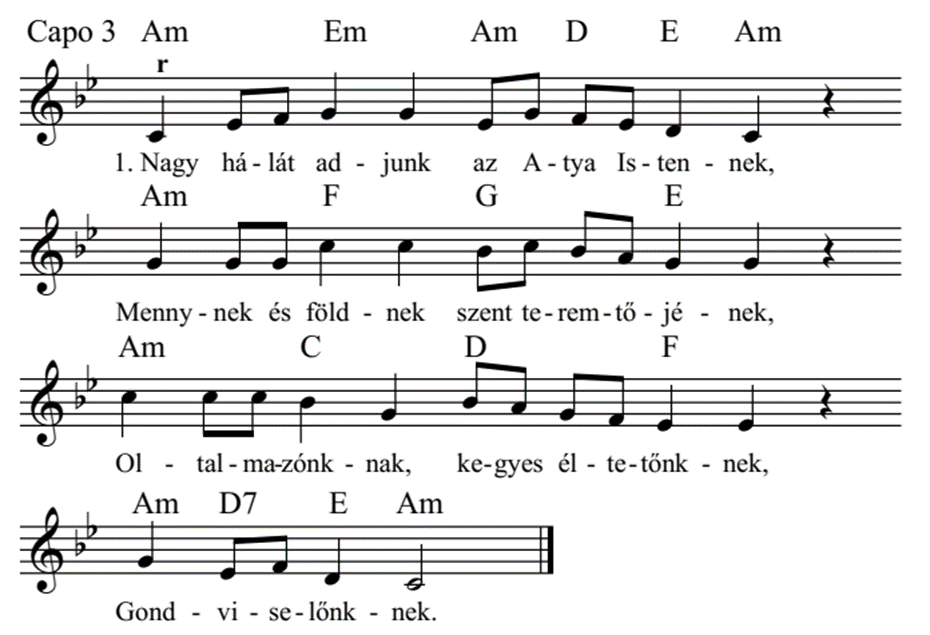 Capo 3 Am Em Am D E Am
r
1. Nagy há - lát ad - junk az A - tya Is - ten - nek,
Am F G E
Menny - nek és föld - nek szent te - rem - tő - jé - nek,
Am C D F
Ol - tal - ma - zónk - nak, ke - gyes él - te - tőnk - nek,
Am D7 E Am
Gond - vi - se - lőnk - nek.